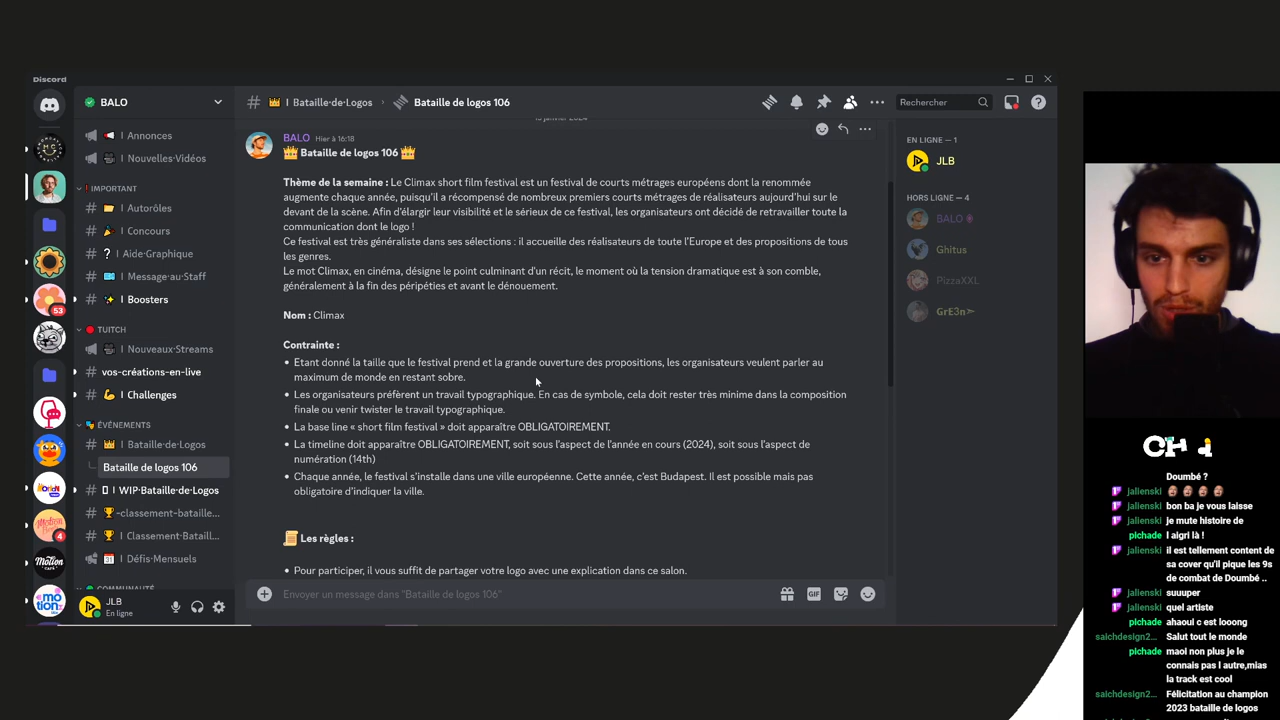 Discord
BALO
| Annonces
| Nouvelles·Vidéos
! IMPORTANT
| Autorôles
| Concours
? | Aide·Graphique
| Message·au·Staff
| Boosters
TUITCH
| Nouveaux·Streams
vos-créations-en-live
| Challenges
ÉVÉNEMENTS
| Bataille·de·Logos
Bataille de logos 106
| WIP·Bataille·de·Logos
-classement-bataille...
| Classement·Bataill...
| Défis·Mensuels
COMMUNAUTÉ
53
4
JLB
En ligne
# | Bataille·de·Logos > Bataille de logos 106
Rechercher
BALO Hier à 16:18
Bataille de logos 106
Thème de la semaine : Le Climax short film festival est un festival de courts métrages européens dont la renommée
augmente chaque année, puisqu'il a récompensé de nombreux premiers courts métrages de réalisateurs aujourd'hui sur le
devant de la scène. Afin d'élargir leur visibilité et le sérieux de ce festival, les organisateurs ont décidé de retravailler toute la
communication dont le logo !
Ce festival est très généraliste dans ses sélections : il accueille des réalisateurs de toute l'Europe et des propositions de tous
les genres.
Le mot Climax, en cinéma, désigne le point culminant d'un récit, le moment où la tension dramatique est à son comble,
généralement à la fin des péripéties et avant le dénouement.
Nom : Climax
Contrainte :
• Etant donné la taille que le festival prend et la grande ouverture des propositions, les organisateurs veulent parler au
maximum de monde en restant sobre.
• Les organisateurs préfèrent un travail typographique. En cas de symbole, cela doit rester très minime dans la composition
finale ou venir twister le travail typographique.
• La base line « short film festival » doit apparaître OBLIGATOIREMENT.
• La timeline doit apparaître OBLIGATOIREMENT, soit sous l'aspect de l'année en cours (2024), soit sous l'aspect de
numération (14th)
• Chaque année, le festival s'installe dans une ville européenne. Cette année, c'est Budapest. Il est possible mais pas
obligatoire d'indiquer la ville.
Les règles :
• Pour participer, il vous suffit de partager votre logo avec une explication dans ce salon.
Envoyer un message dans "Bataille de logos 106"
GIF
EN LIGNE – 1
JLB
HORS LIGNE – 4
BALO
Ghitus
PizzaXXL
GrE3n➳
CH
Doumbé ?
jalienski
jalienski bon ba je vous laisse
jalienski je mute histoire de
plchade l aigri là !
jalienski il est tellement content de
sa cover qu'il pique les 9s
de combat de Doumbé ..
jalienski suuuper
jalienski quel artiste
plchade ahaoui c est looong
saichdesign2... Salut tout le monde
plchade maoi non plus je le
connais pas l autre,mias
la track est cool
saichdesign2... Félicitation au champion
2023 bataille de logos